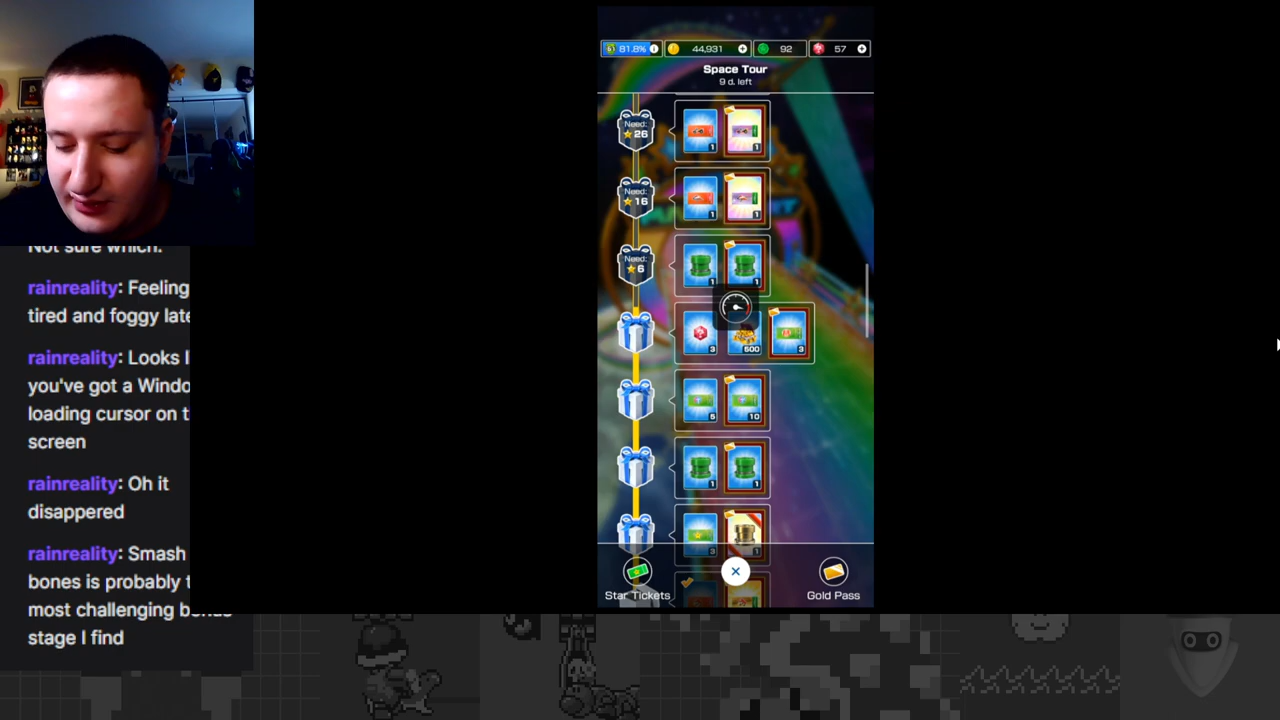 Not sure which.
rainreality: Feeling
tired and foggy late
rainreality: Looks l
you've got a Windo
loading cursor on t
screen
rainreality: Oh it
disappered
rainreality: Smash
bones is probably t
most challenging bonus
stage I find
81.8% 44,931 92 57
Space Tour
9 d. left
Need:
26
1 1
Need:
16
1 1
Need:
6
1 1
3 500 3
5 10
1 1
3 1
Star Tickets
Gold Pass